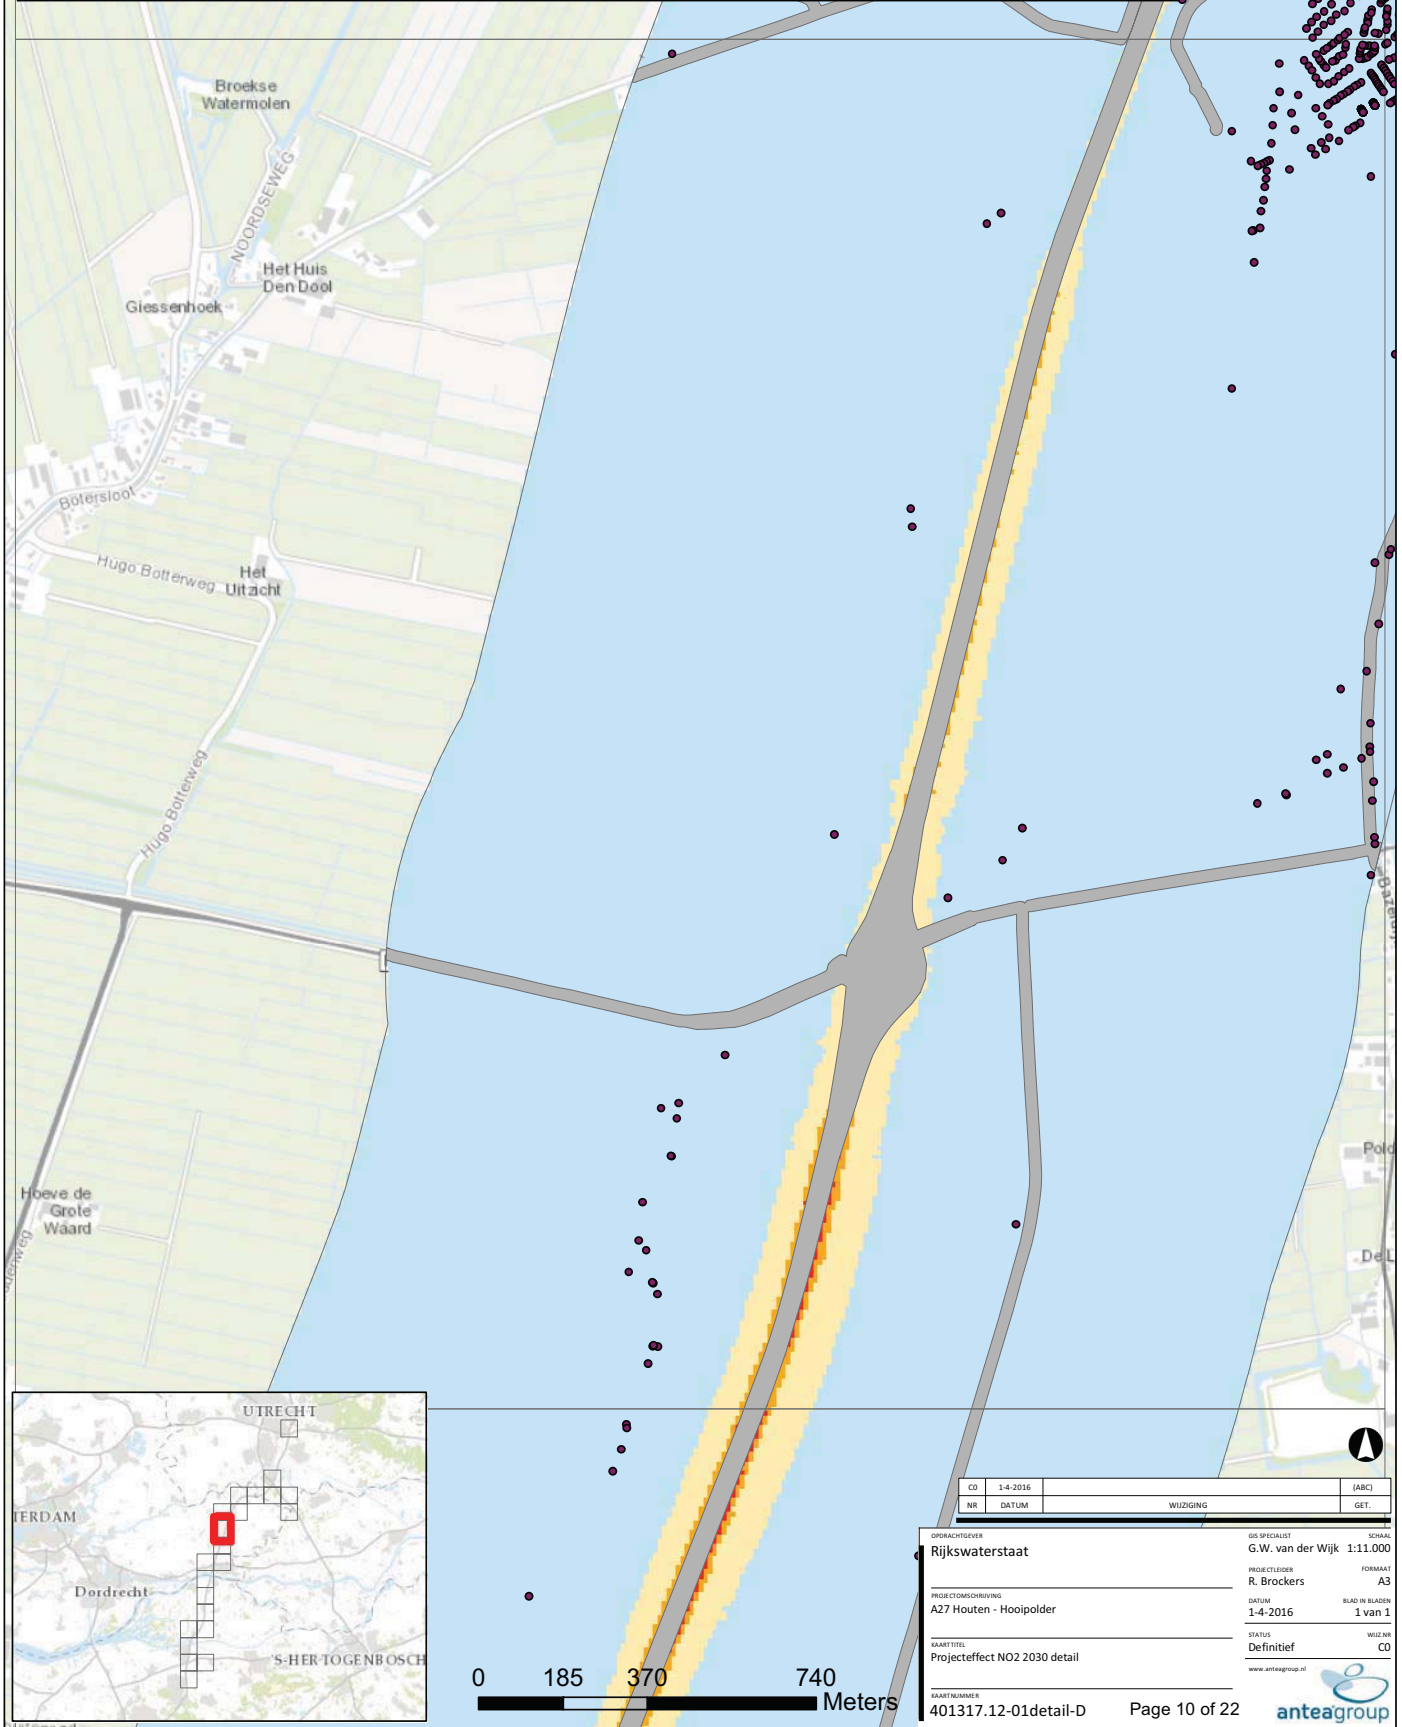 Broekse
Watermolen
NOORDSEWEG
Het Huis
Den Dool
Giessenhoek
Botersloot
Hugo Botterweg
Het
Uitzicht
Hugo Botterweg
Bazeldijk
Hoeve de
Grote
Waard
Pold
De L
UTRECHT
TERDAM
Dordrecht
'S-HERTOGENBOSCH
0 185 370 740
Meters
C0 1-4-2016 (ABC)
NR DATUM WIJZIGING GET.
OPDRACHTGEVER
Rijkswaterstaat
PROJECTOMSCHRIJVING
A27 Houten - Hooipolder
KAARTTITEL
Projecteffect NO2 2030 detail
KAARTNUMMER
401317.12-01detail-D
Page 10 of 22
GIS SPECIALIST SCHAAL
G.W. van der Wijk 1:11.000
PROJECTLEIDER FORMAAT
R. Brockers A3
DATUM BLAD IN BLADEN
1-4-2016 1 van 1
STATUS WIJZ.NR
Definitief C0
www.anteagroup.nl
anteagroup